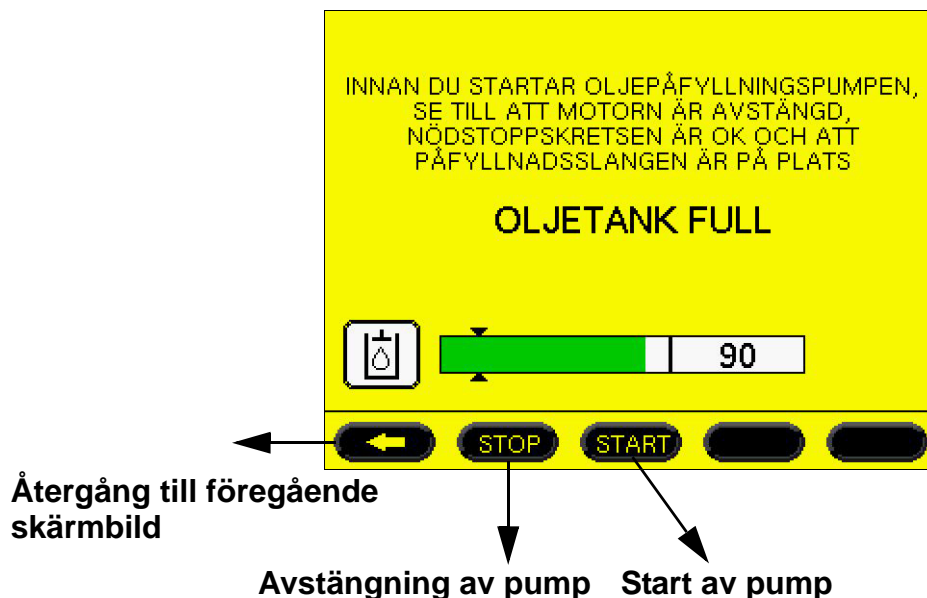 INNAN DU STARTAR OLJEPÅFYLLNINGSPUMPEN,
SE TILL ATT MOTORN ÄR AVSTÄNGD,
NÖDSTOPPSKRETSEN ÄR OK OCH ATT
PÅFYLLNADSSLANGEN ÄR PÅ PLATS
OLJETANK FULL
90
STOP START
Återgång till föregående
skärmbild
Avstängning av pump Start av pump